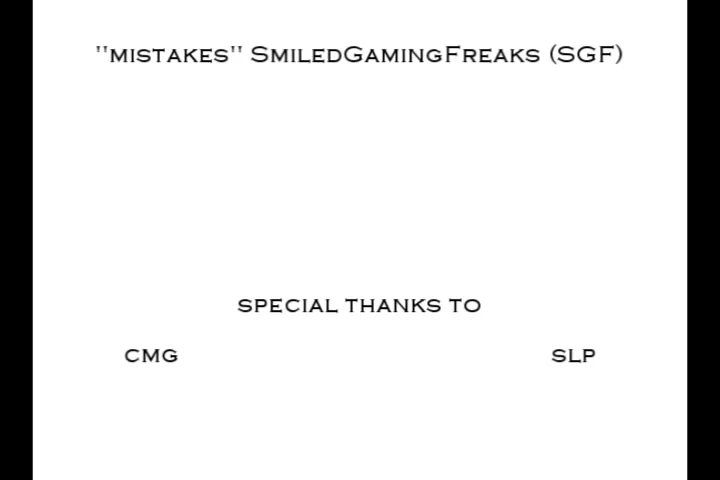 "MISTAKES" SMILEDGAMINGFREAKS (SGF)
SPECIAL THANKS TO
CMG SLP